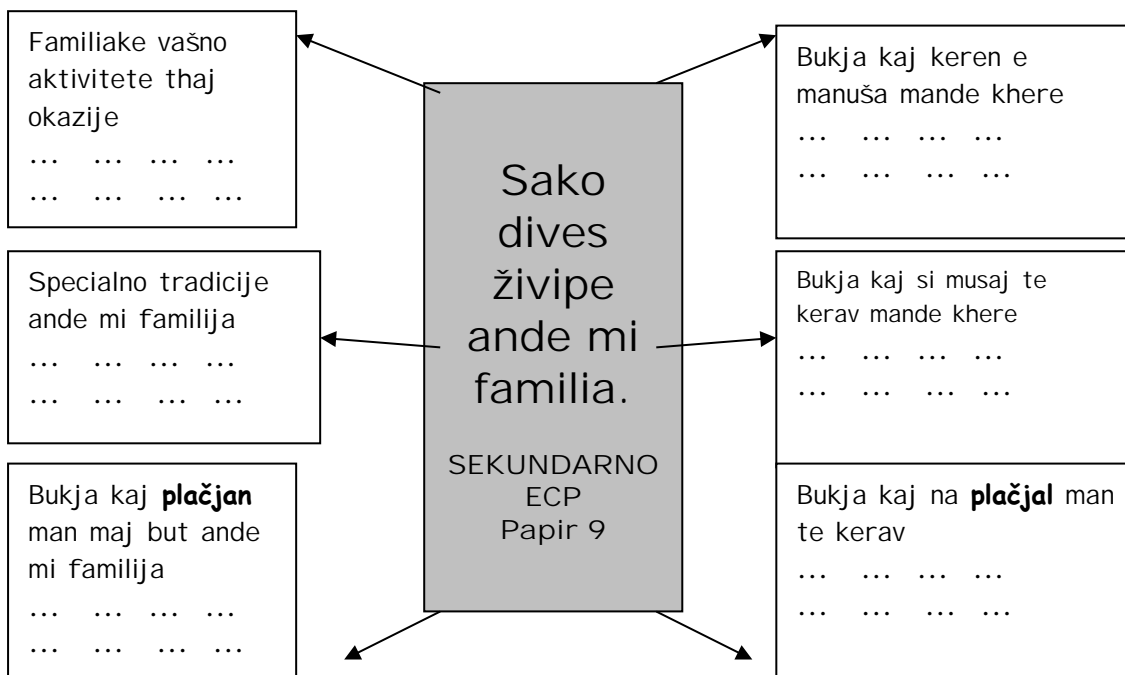 Familiake vašno
aktivitete thaj
okazije
... ... ... ...
... ... ... ...
Specialno tradicije
ande mi familija
... ... ... ...
... ... ... ...
Bukja kaj plačjan
man maj but ande
mi familija
... ... ... ...
... ... ... ...
Sako
dives
živipe
ande mi
familia.
SEKUNDARNO
ECP
Papir 9
Bukja kaj keren e
manuša mande khere
... ... ... ...
... ... ... ...
Bukja kaj si musaj te
kerav mande khere
... ... ... ...
... ... ... ...
Bukja kaj na plačjal man
te kerav
... ... ... ...
... ... ... ...